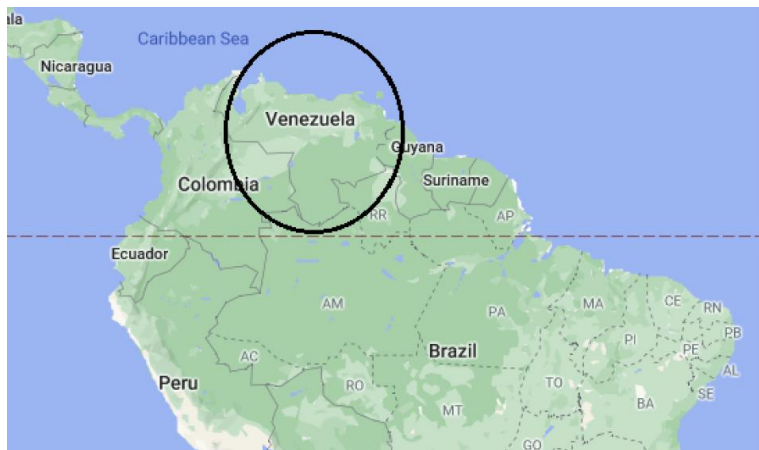 ala
Caribbean Sea
Nicaragua
Venezuela
Guyana
Colombia
Suriname
RR
AP
Ecuador
AM
PA
MA
CE
RN
PB
PI
PE
AL
AC
Brazil
RO
TO
SE
Peru
MT
BA
GO